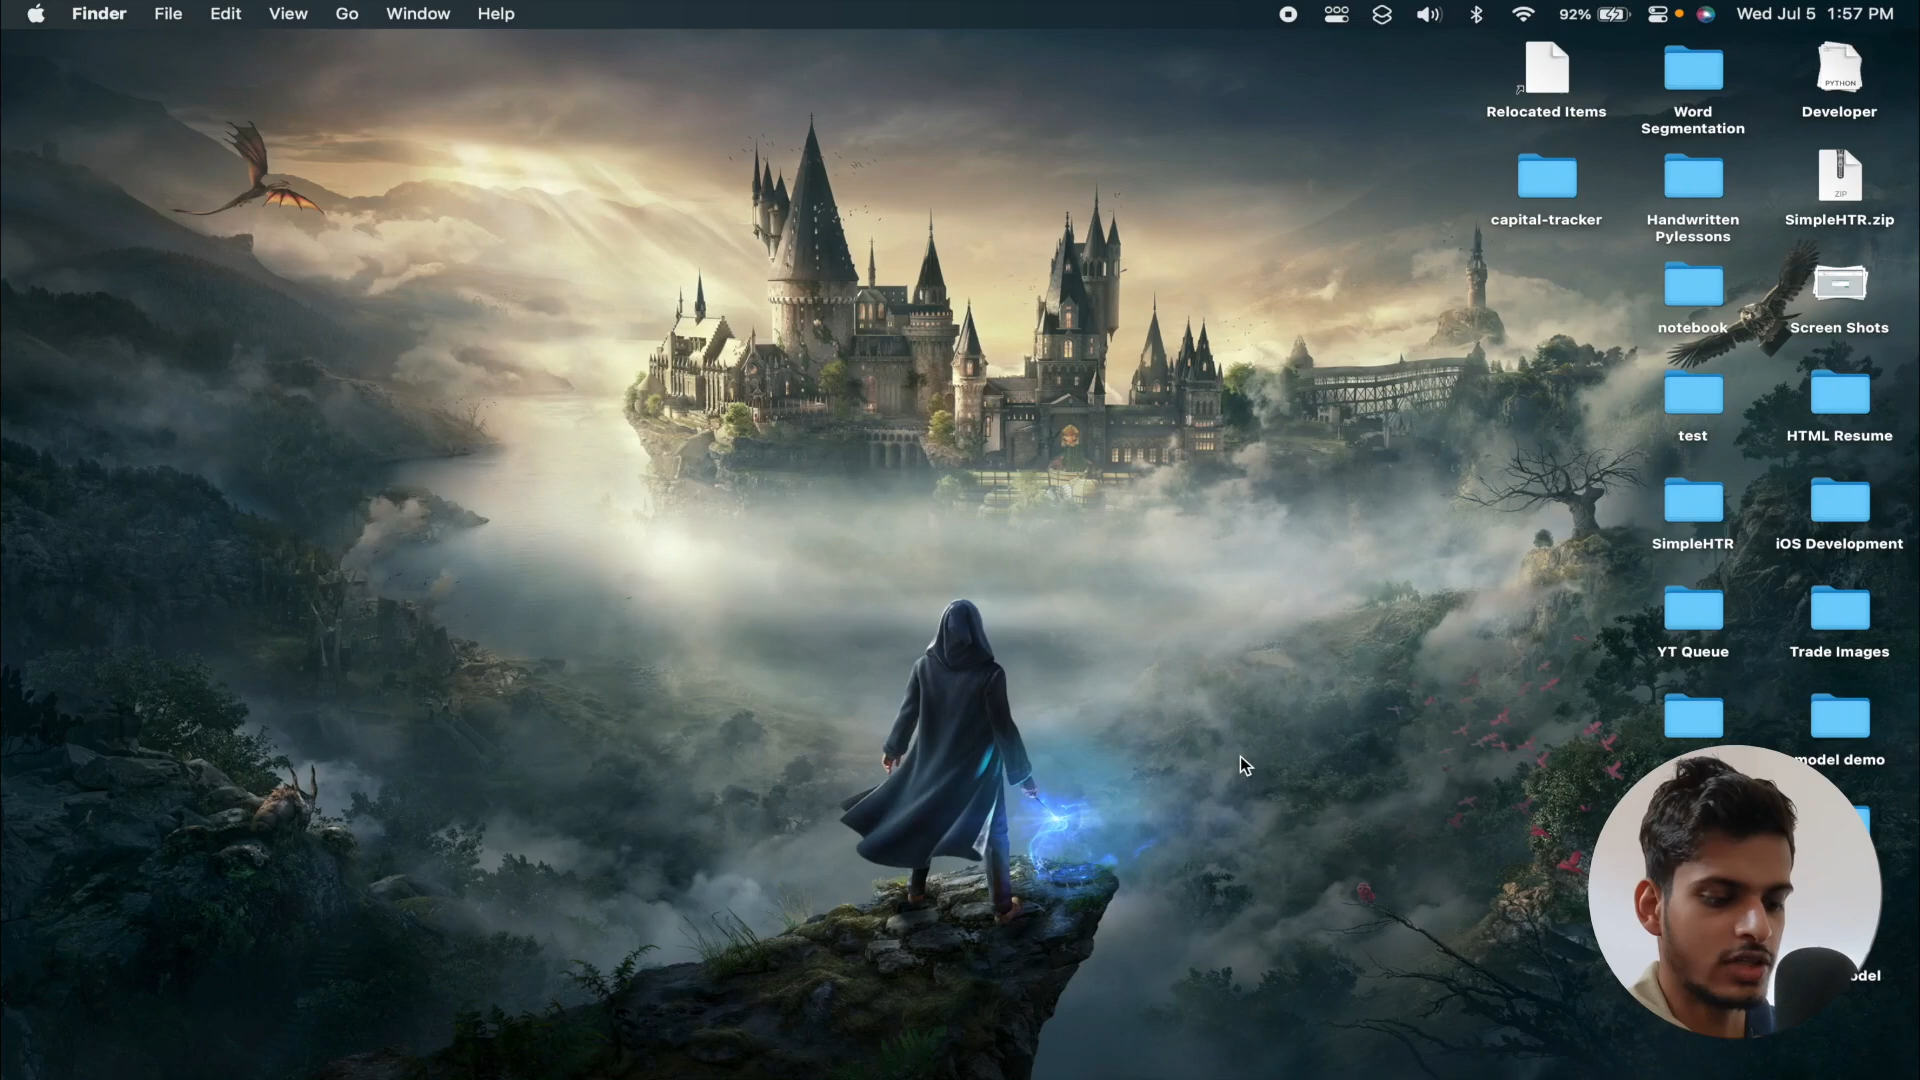 Finder File Edit View Go Window Help
92% Wed Jul 5 1:57 PM
Relocated Items
Word
Segmentation
PYTHON
Developer
capital-tracker
Handwritten
Pylessons
ZIP
SimpleHTR.zip
notebook
Screen Shots
test
HTML Resume
SimpleHTR
iOS Development
YT Queue
Trade Images
model demo